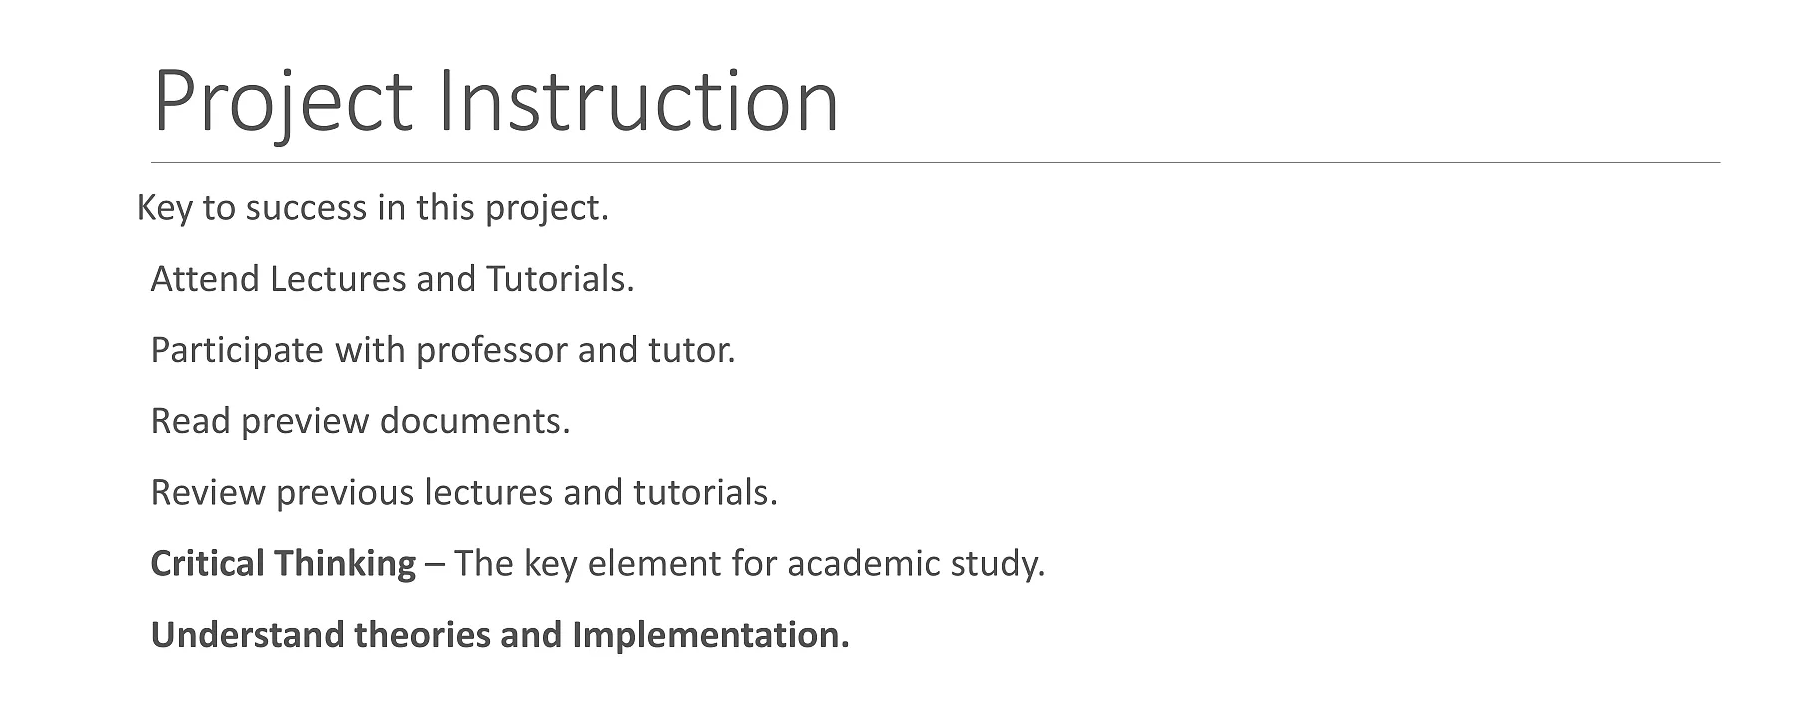 Project Instruction
Key to success in this project.
Attend Lectures and Tutorials.
Participate with professor and tutor.
Read preview documents.
Review previous lectures and tutorials.
Critical Thinking – The key element for academic study.
Understand theories and Implementation.